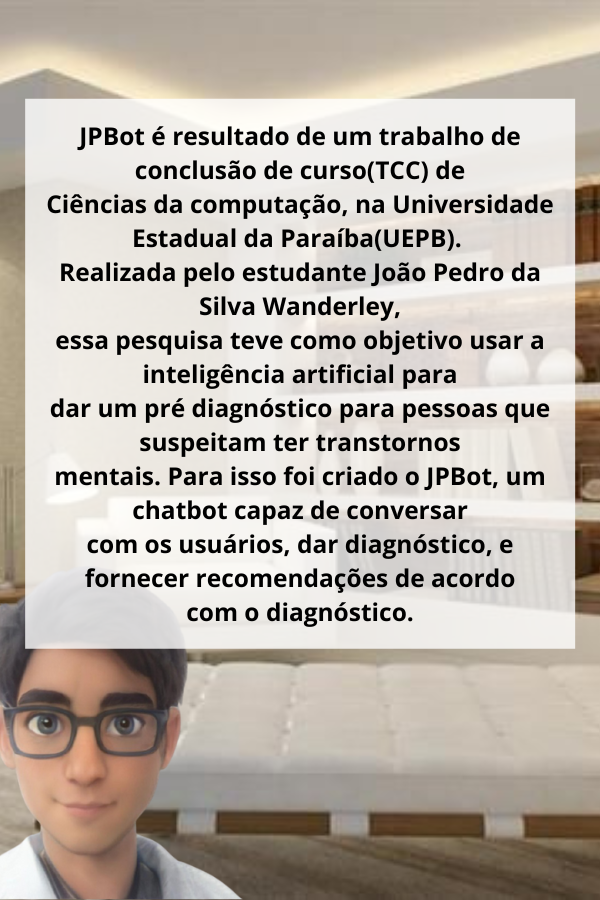 JPBot é resultado de um trabalho de
conclusão de curso(TCC) de
Ciências da computação, na Universidade
Estadual da Paraíba(UEPB).
Realizada pelo estudante João Pedro da
Silva Wanderley,
essa pesquisa teve como objetivo usar a
inteligência artificial para
dar um pré diagnóstico para pessoas que
suspeitam ter transtornos
mentais. Para isso foi criado o JPBot, um
chatbot capaz de conversar
com os usuários, dar diagnóstico, e
fornecer recomendações de acordo
com o diagnóstico.